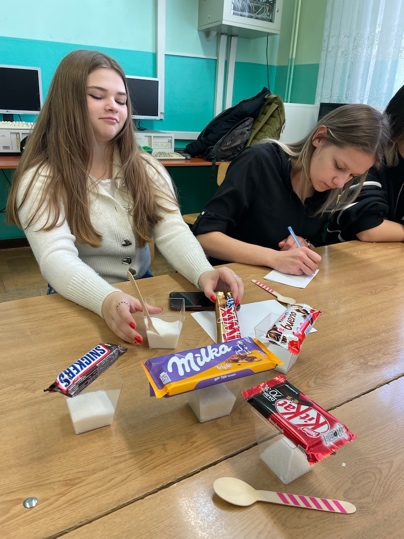 SNICKERS
TWIX
Milka
bueno
KitKat